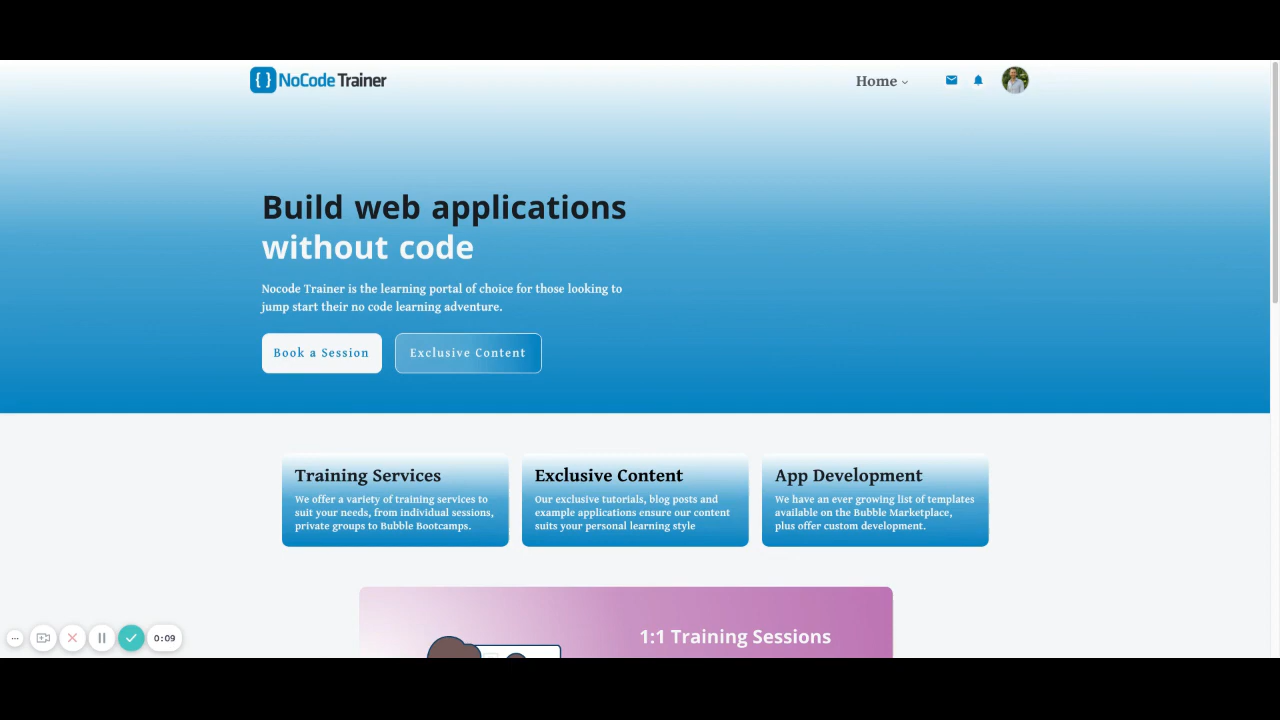 { } NoCode Trainer
Home
Build web applications
without code
Nocode Trainer is the learning portal of choice for those looking to
jump start their no code learning adventure.
Book a Session
Exclusive Content
Training Services
We offer a variety of training services to
suit your needs, from individual sessions,
private groups to Bubble Bootcamps.
Exclusive Content
Our exclusive tutorials, blog posts and
example applications ensure our content
suits your personal learning style
App Development
We have an ever growing list of templates
available on the Bubble Marketplace,
plus offer custom development.
1:1 Training Sessions
0:09